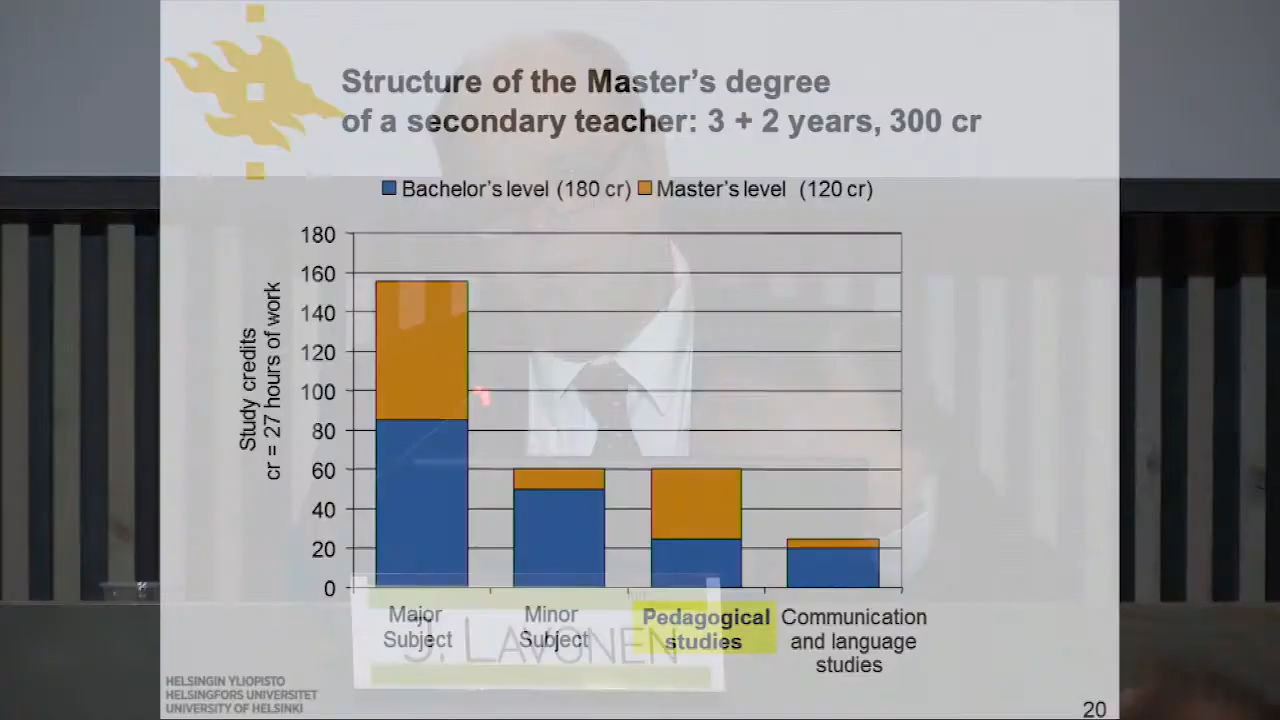 Structure of the Master's degree
of a secondary teacher: 3 + 2 years, 300 cr
Bachelor's level (180 cr) Master's level (120 cr)
Study credits
cr = 27 hours of work
180
160
140
120
100
80
60
40
20
0
Major
Subject
Minor
Subject
Pedagogical
studies
Communication
and language
studies
J. LAVONEN
HELSINGIN YLIOPISTO
HELSINGFORS UNIVERSITET
UNIVERSITY OF HELSINKI
20